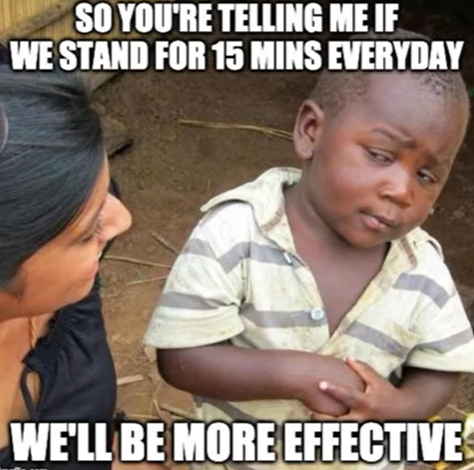 SO YOU'RE TELLING ME IF
WE STAND FOR 15 MINS EVERYDAY
WE'LL BE MORE EFFECTIVE